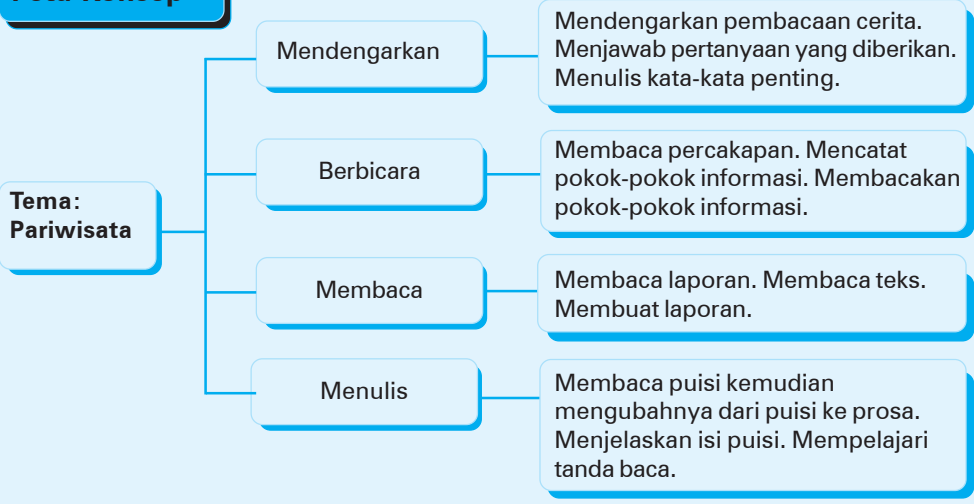 Tema:
Pariwisata
Mendengarkan
Mendengarkan pembacaan cerita.
Menjawab pertanyaan yang diberikan.
Menulis kata-kata penting.
Berbicara
Membaca percakapan. Mencatat
pokok-pokok informasi. Membacakan
pokok-pokok informasi.
Membaca
Membaca laporan. Membaca teks.
Membuat laporan.
Menulis
Membaca puisi kemudian
mengubahnya dari puisi ke prosa.
Menjelaskan isi puisi. Mempelajari
tanda baca.